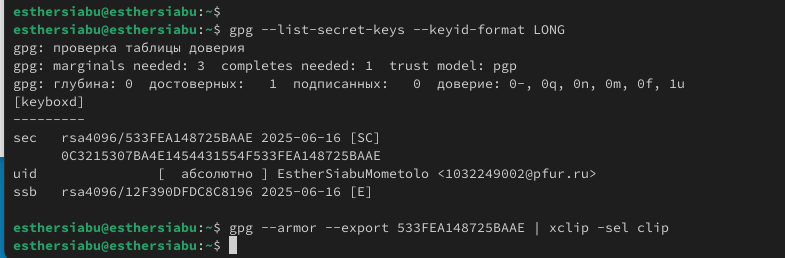 esthersiabu@esthersiabu:~$
esthersiabu@esthersiabu:~$ gpg --list-secret-keys --keyid-format LONG
gpg: проверка таблицы доверия
gpg: marginals needed: 3  completes needed: 1  trust model: pgp
gpg: глубина: 0  достоверных:   1  подписанных:   0  доверие: 0-, 0q, 0n, 0m, 0f, 1u
[keyboxd]
---------
sec   rsa4096/533FEA148725BAAE 2025-06-16 [SC]
      0C3215307BA4E1454431554F533FEA148725BAAE
uid               [  абсолютно ] EstherSiabuMometolo <1032249002@pfur.ru>
ssb   rsa4096/12F390DFDC8C8196 2025-06-16 [E]

esthersiabu@esthersiabu:~$ gpg --armor --export 533FEA148725BAAE | xclip -sel clip
esthersiabu@esthersiabu:~$